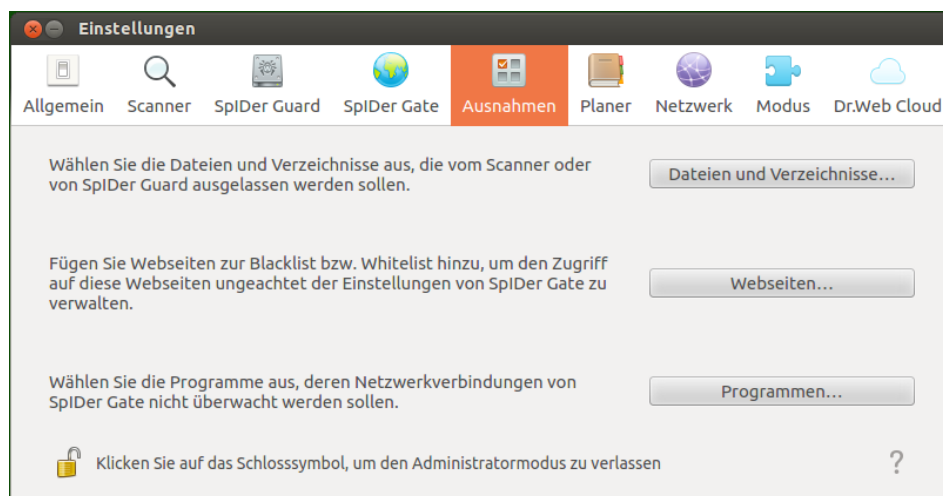 Einstellungen
Allgemein Scanner SpIDer Guard SpIDer Gate Ausnahmen Planer Netzwerk Modus Dr.Web Cloud
Wählen Sie die Dateien und Verzeichnisse aus, die vom Scanner oder
von SpIDer Guard ausgelassen werden sollen.
Dateien und Verzeichnisse...
Fügen Sie Webseiten zur Blacklist bzw. Whitelist hinzu, um den Zugriff
auf diese Webseiten ungeachtet der Einstellungen von SpIDer Gate zu
verwalten.
Webseiten...
Wählen Sie die Programme aus, deren Netzwerkverbindungen von
SpIDer Gate nicht überwacht werden sollen.
Programmen...
Klicken Sie auf das Schlosssymbol, um den Administratormodus zu verlassen
?